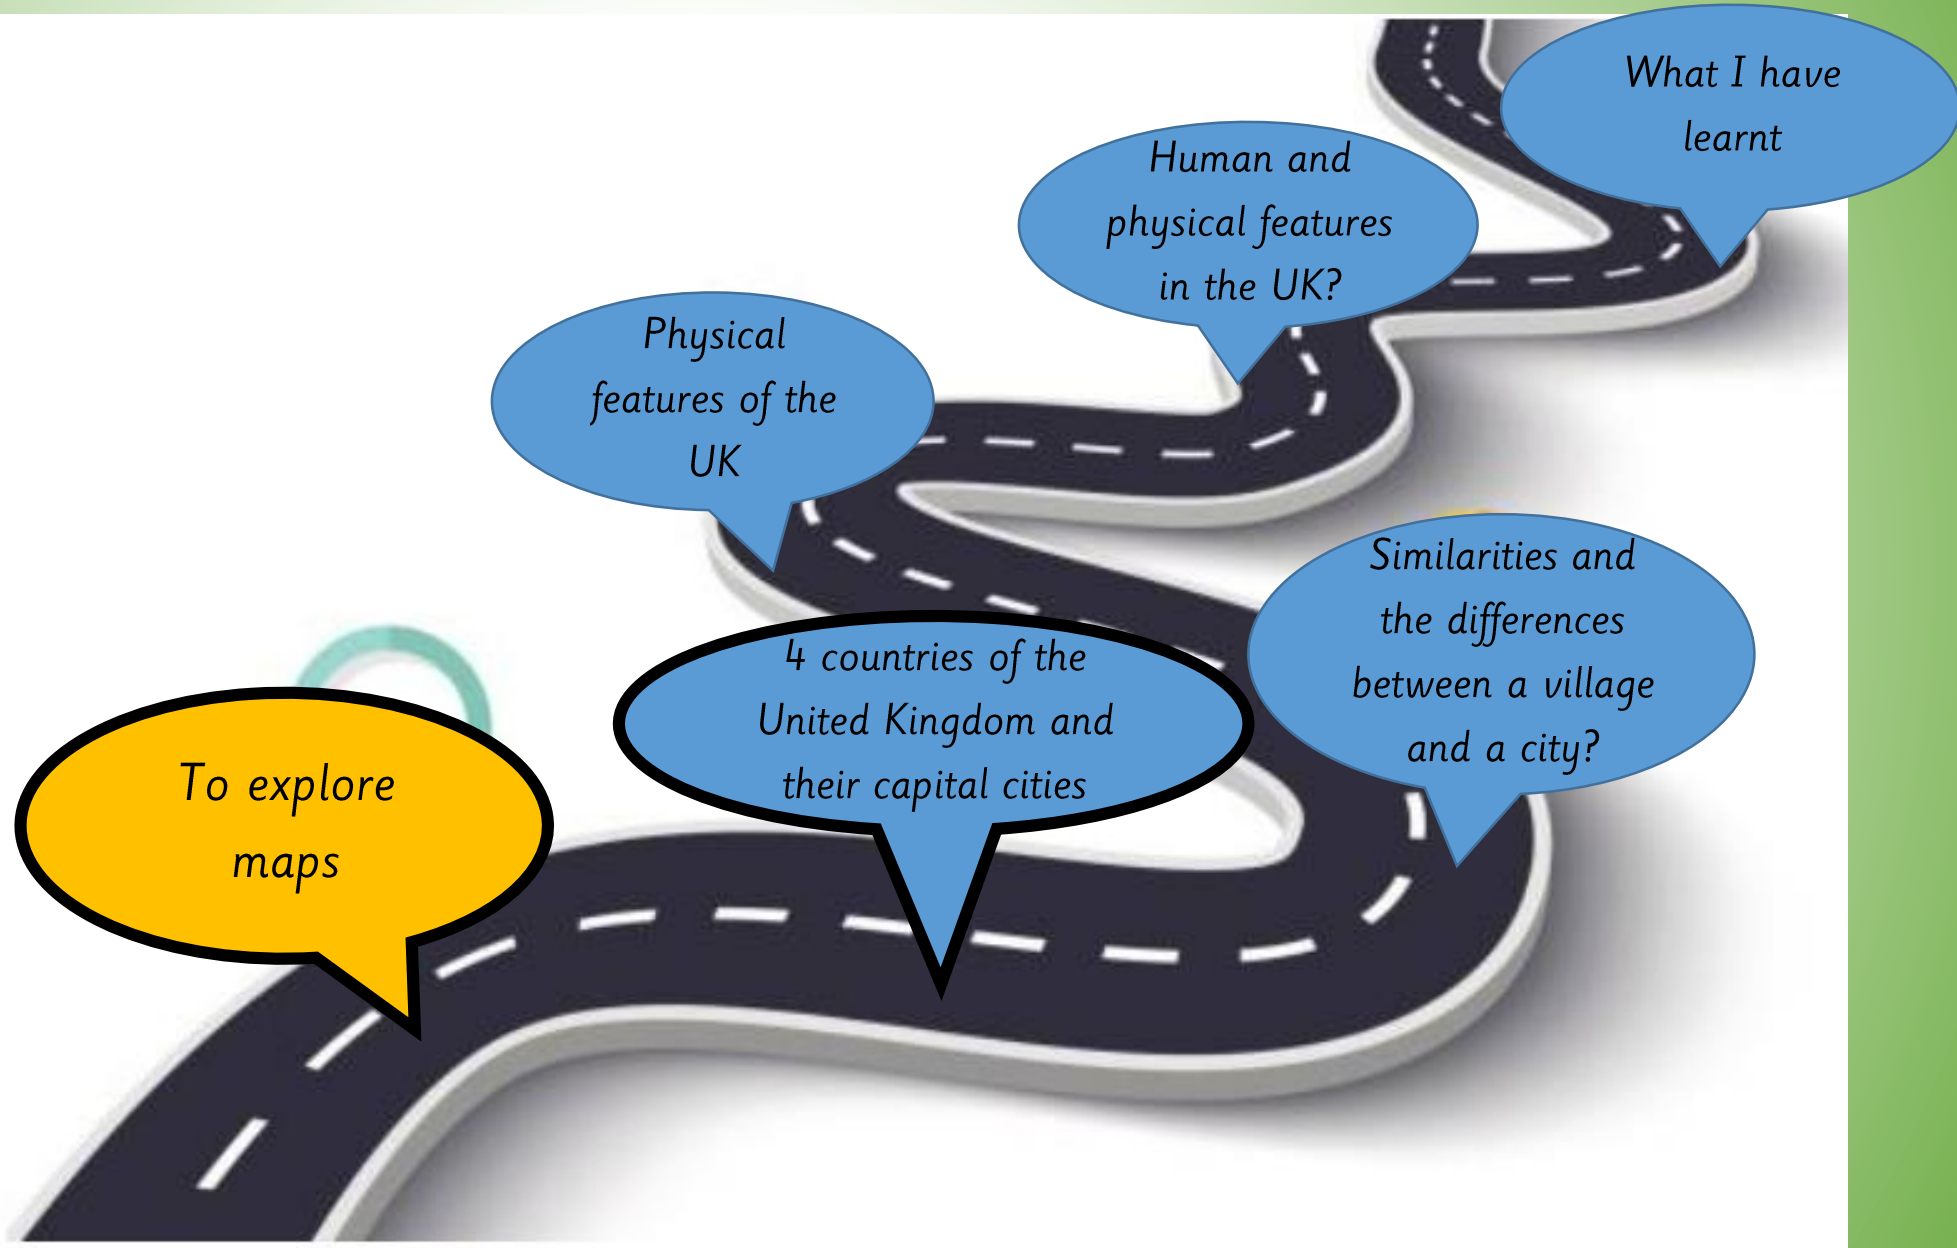 What I have
learnt
Human and
physical features
in the UK?
Physical
features of the
UK
Similarities and
the differences
between a village
and a city?
4 countries of the
United Kingdom and
their capital cities
To explore
maps